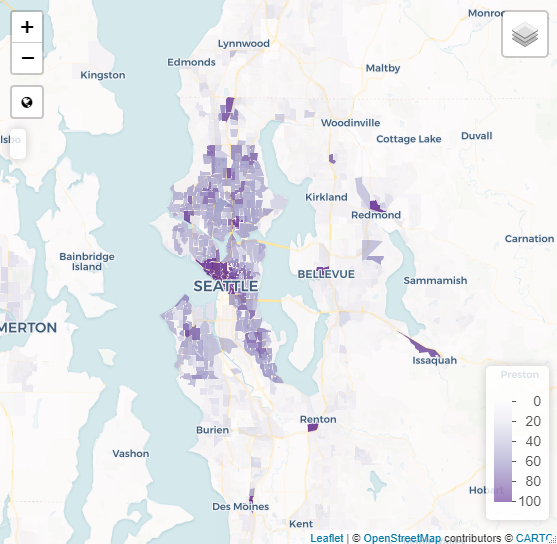 +
Monroe
Lynnwood
−
Edmonds
Maltby
Kingston
Woodinville
Cottage Lake
Duvall
Kirkland
Redmond
Carnation
Bainbridge
Island
BELLEVUE
Sammamish
SEATTLE
MERTON
Issaquah
Preston
0
20
40
60
80
100
Renton
Burien
Vashon
Hobart
Des Moines
Kent
Leaflet | © OpenStreetMap contributors © CARTO